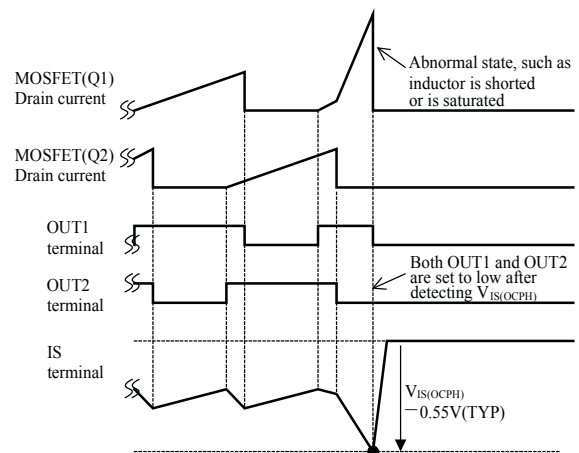 MOSFET(Q1)
Drain current
Abnormal state, such as
inductor is shorted
or is saturated
MOSFET(Q2)
Drain current
OUT1
terminal
Both OUT1 and OUT2
are set to low after
detecting VIS(OCPH)
OUT2
terminal
IS
terminal
VIS(OCPH)
−0.55V(TYP)